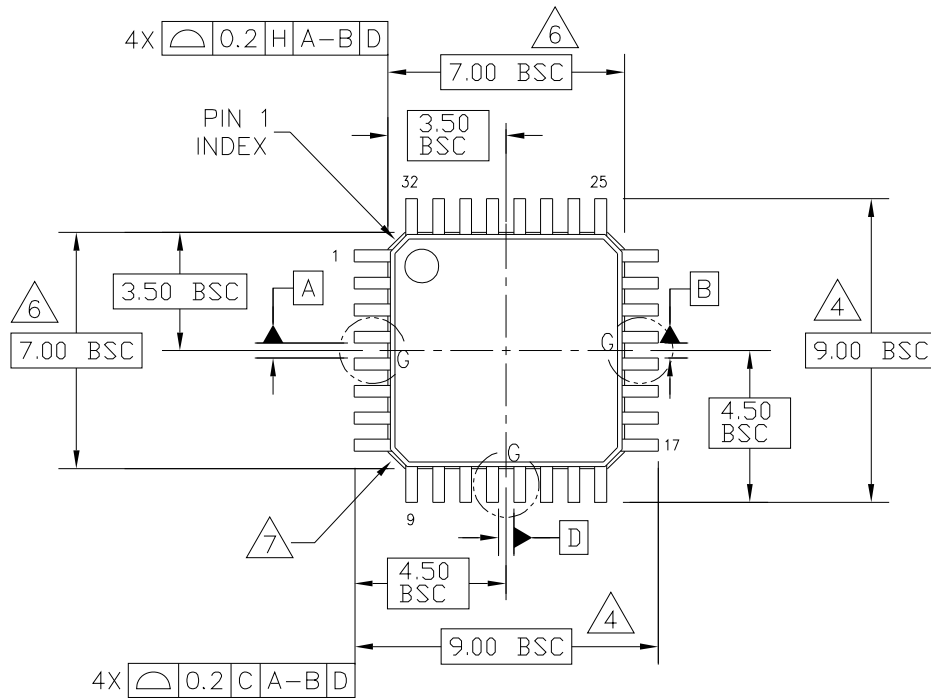 6
4X ⌓ 0.2 H A-B D
7.00 BSC
PIN 1
INDEX
3.50
BSC
32
25
1
3.50 BSC
A
B
6
4
7.00 BSC
9.00 BSC
G
G
4.50
BSC
G
17
9
7
D
4.50
BSC
4
9.00 BSC
4X ⌓ 0.2 C A-B D